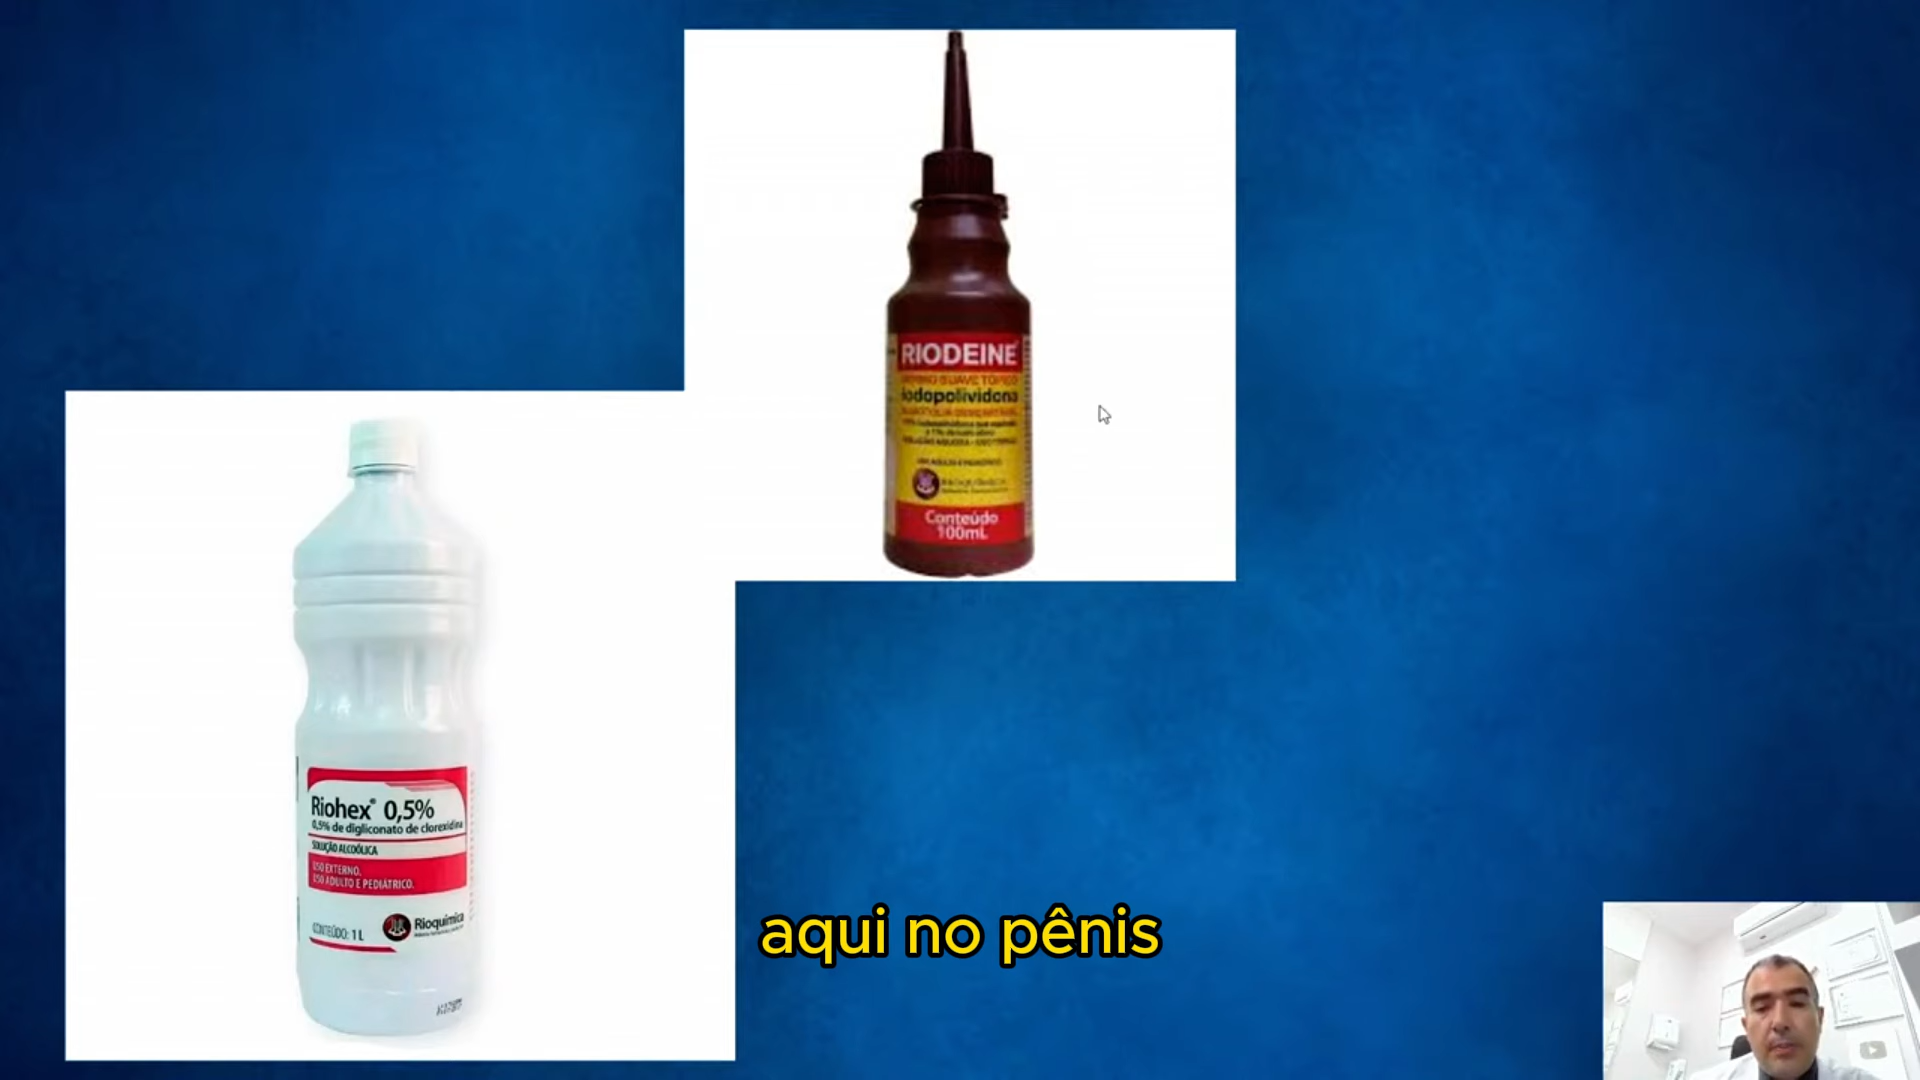 RIODEINE
iodopolividona
Conteúdo
100mL
Riohex® 0,5%
0,5% de digliconato de clorexidina
SOLUÇÃO ALCOÓLICA
USO EXTERNO.
USO ADULTO E PEDIÁTRICO.
CONTEÚDO: 1 L
Rioquímica
aqui no pênis